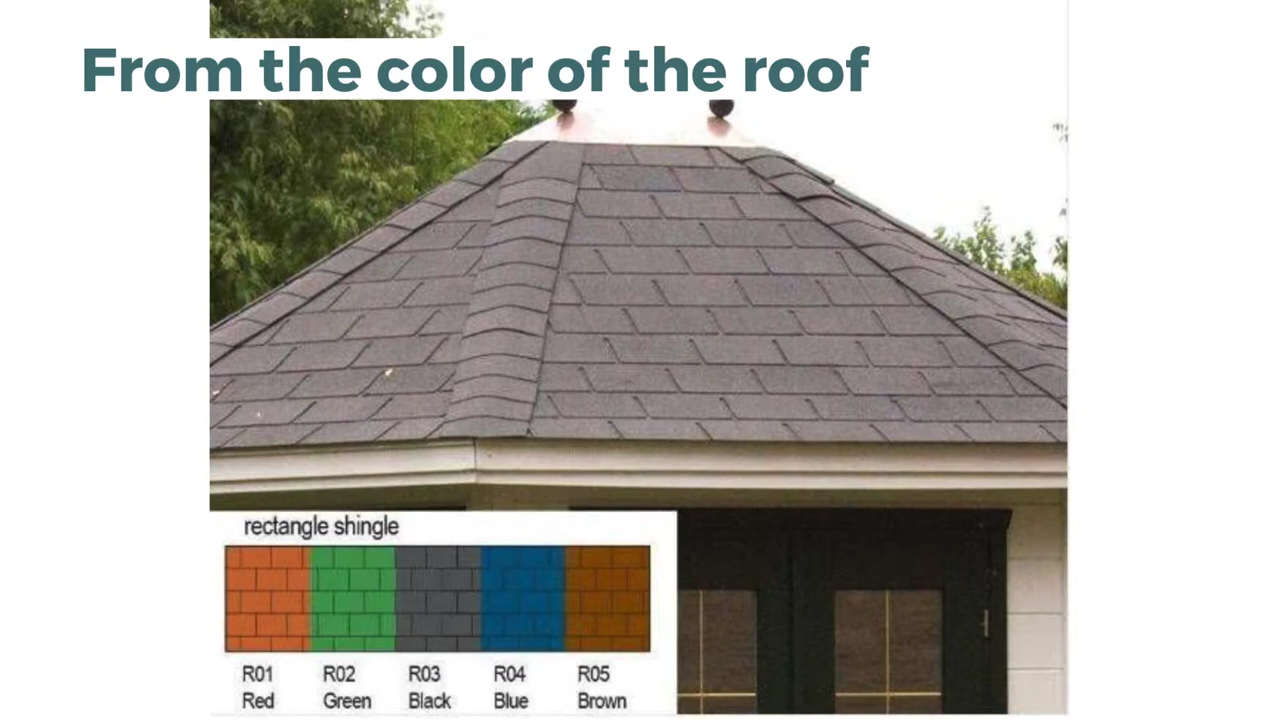 From the color of the roof
rectangle shingle
R01 R02 R03 R04 R05
Red Green Black Blue Brown